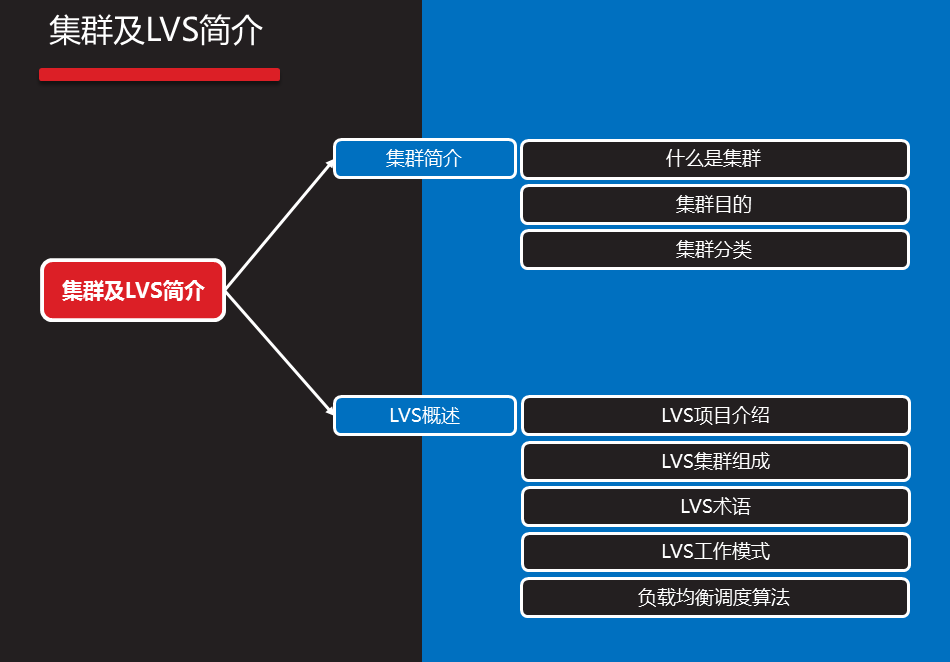 集群及LVS简介
集群简介
什么是集群
集群目的
集群分类
集群及LVS简介
LVS概述
LVS项目介绍
LVS集群组成
LVS术语
LVS工作模式
负载均衡调度算法